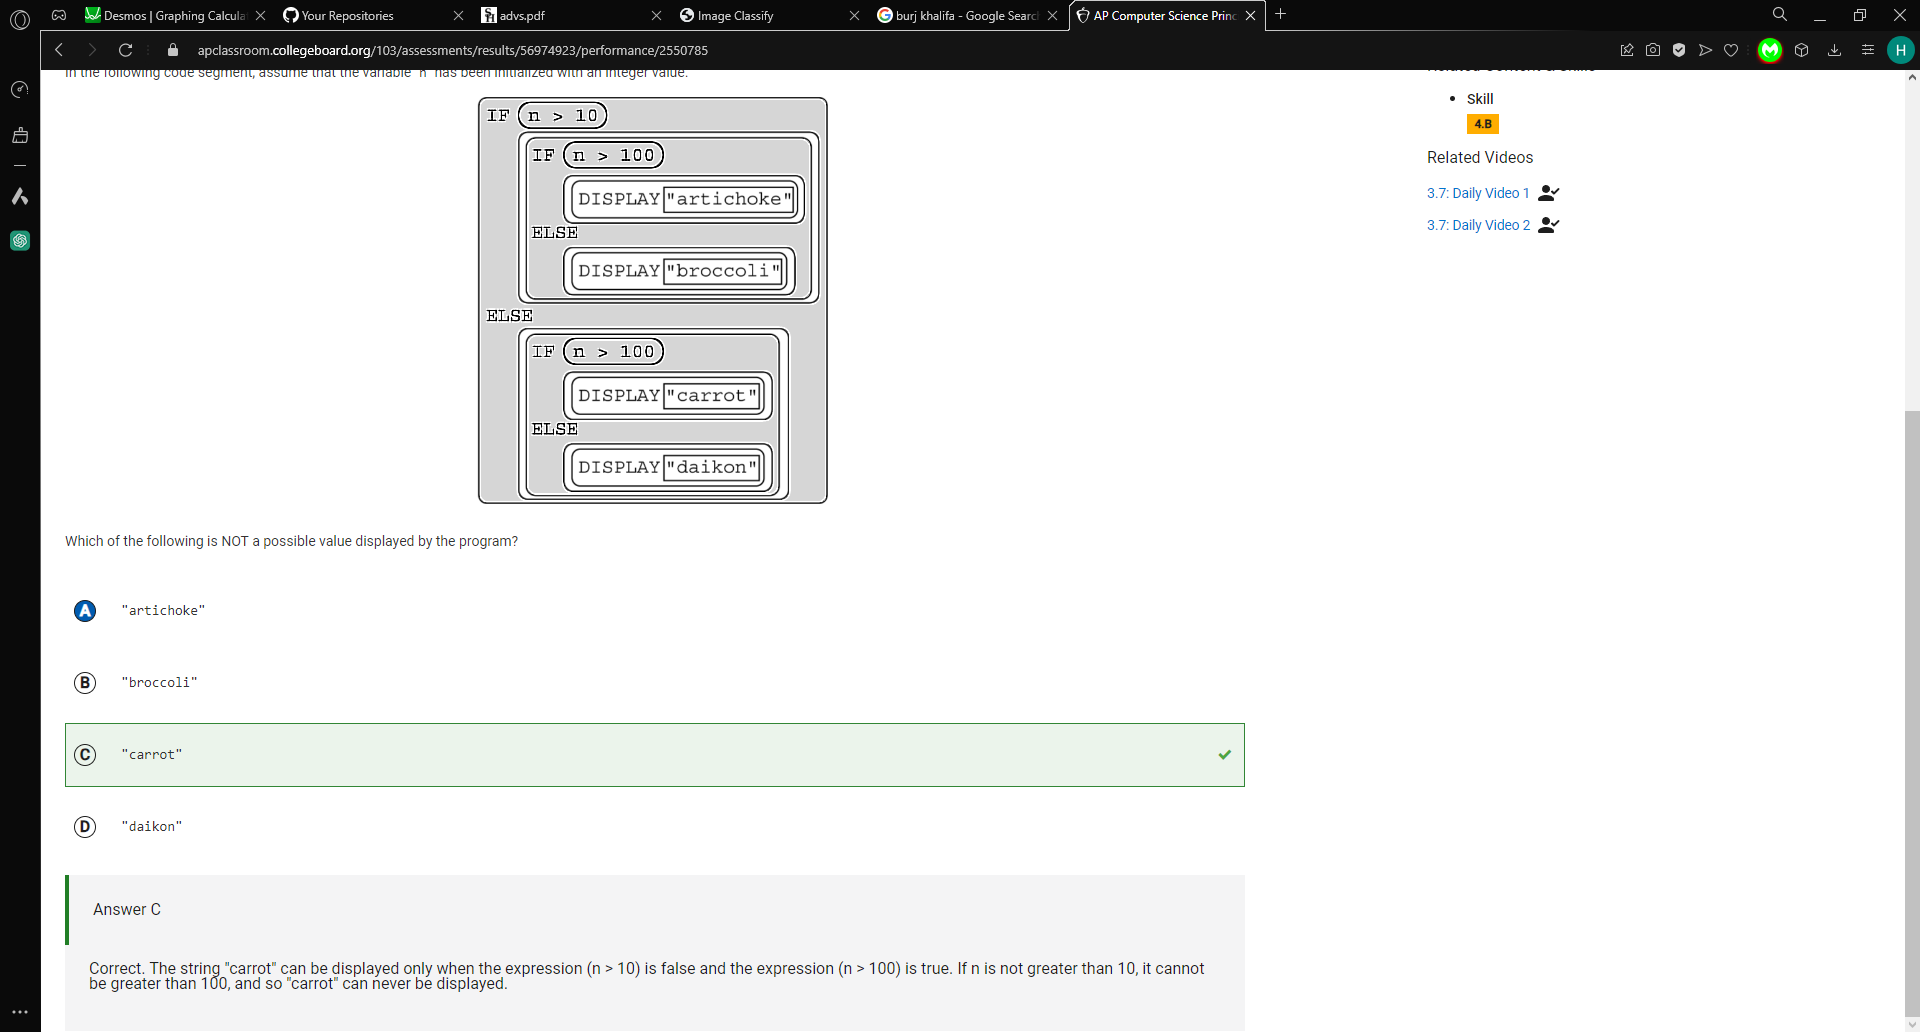 Desmos | Graphing Calcula
Your Repositories
advs.pdf
Image Classify
burj khalifa - Google Search
AP Computer Science Princ
apclassroom.collegeboard.org/103/assessments/results/56974923/performance/2550785
H
In the following code segment, assume that the variable "n" has been initialized with an integer value.
IF n > 10
IF n > 100
DISPLAY "artichoke"
ELSE
DISPLAY "broccoli"
ELSE
IF n > 100
DISPLAY "carrot"
ELSE
DISPLAY "daikon"
Which of the following is NOT a possible value displayed by the program?
A "artichoke"
B "broccoli"
C "carrot"
D "daikon"
Answer C
Correct. The string "carrot" can be displayed only when the expression (n > 10) is false and the expression (n > 100) is true. If n is not greater than 10, it cannot
be greater than 100, and so "carrot" can never be displayed.
Related Content & Skills
Skill
4.B
Related Videos
3.7: Daily Video 1
3.7: Daily Video 2